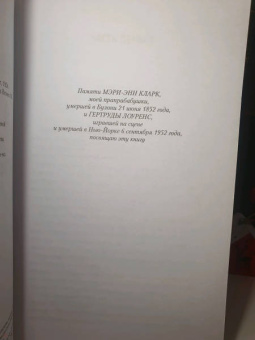 Памяти МЭРИ-ЭНН КЛАРК,
моей прапрабабушки,
умершей в Булони 21 июня 1852 года,
и ГЕРТРУДЫ ЛОУРЕНС,
игравшей на сцене
и умершей в Нью-Йорке 6 сентября 1952 года,
посвящаю эту книгу